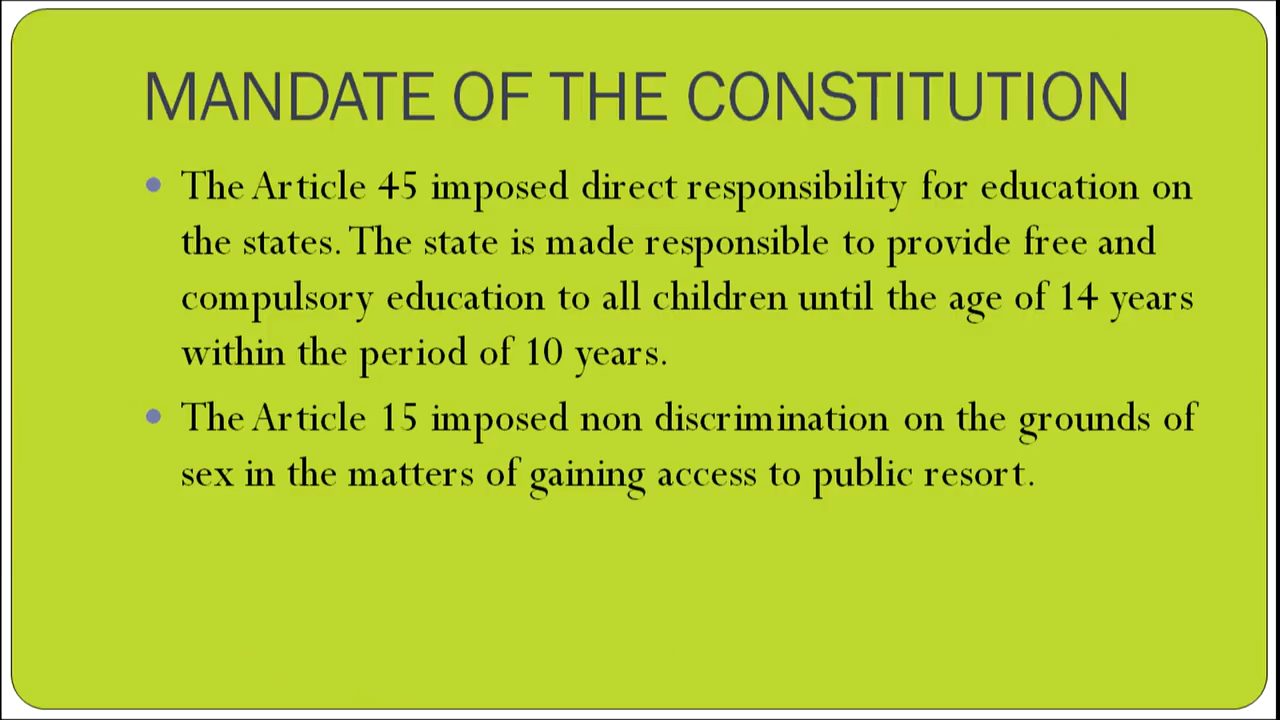 MANDATE OF THE CONSTITUTION
• The Article 45 imposed direct responsibility for education on
the states. The state is made responsible to provide free and
compulsory education to all children until the age of 14 years
within the period of 10 years.
• The Article 15 imposed non discrimination on the grounds of
sex in the matters of gaining access to public resort.